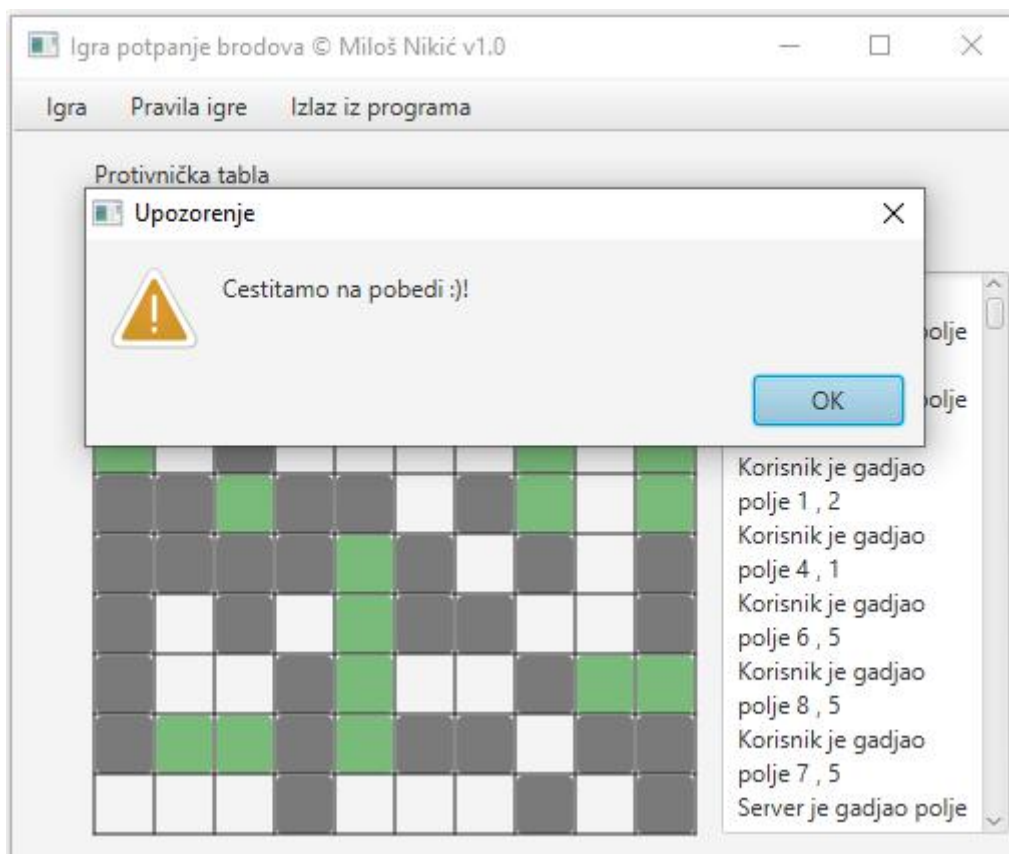 Igra potpanje brodova © Miloš Nikić v1.0
Igra Pravila igre Izlaz iz programa
Protivnička tabla
Upozorenje
Cestitamo na pobedi :)!
polje
OK
polje
Korisnik je gadjao
polje 1 , 2
Korisnik je gadjao
polje 4 , 1
Korisnik je gadjao
polje 6 , 5
Korisnik je gadjao
polje 8 , 5
Korisnik je gadjao
polje 7 , 5
Server je gadjao polje